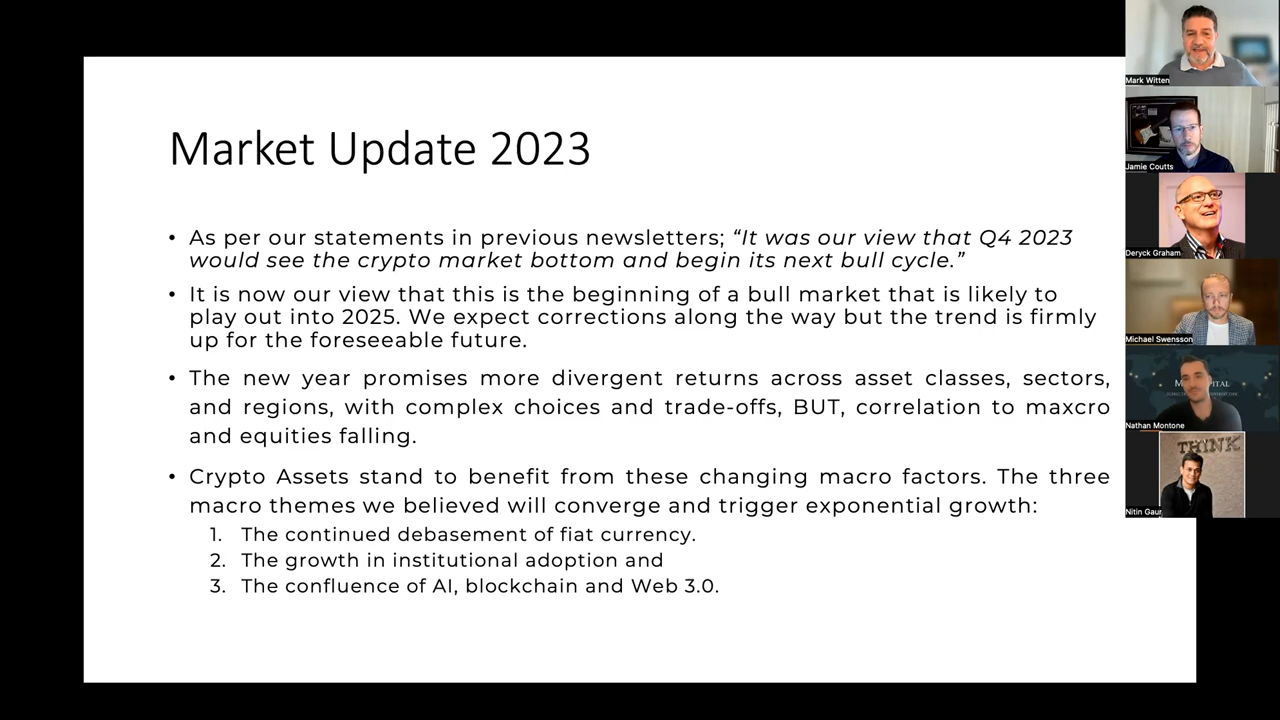 Market Update 2023
• As per our statements in previous newsletters; “It was our view that Q4 2023
would see the crypto market bottom and begin its next bull cycle.”
• It is now our view that this is the beginning of a bull market that is likely to
play out into 2025. We expect corrections along the way but the trend is firmly
up for the foreseeable future.
• The new year promises more divergent returns across asset classes, sectors,
and regions, with complex choices and trade-offs, BUT, correlation to maxcro
and equities falling.
• Crypto Assets stand to benefit from these changing macro factors. The three
macro themes we believed will converge and trigger exponential growth:
1. The continued debasement of fiat currency.
2. The growth in institutional adoption and
3. The confluence of AI, blockchain and Web 3.0.
Mark Witten
Jamie Coutts
Deryck Graham
Michael Swensson
Nathan Montone
THINK
Nitin Gaur